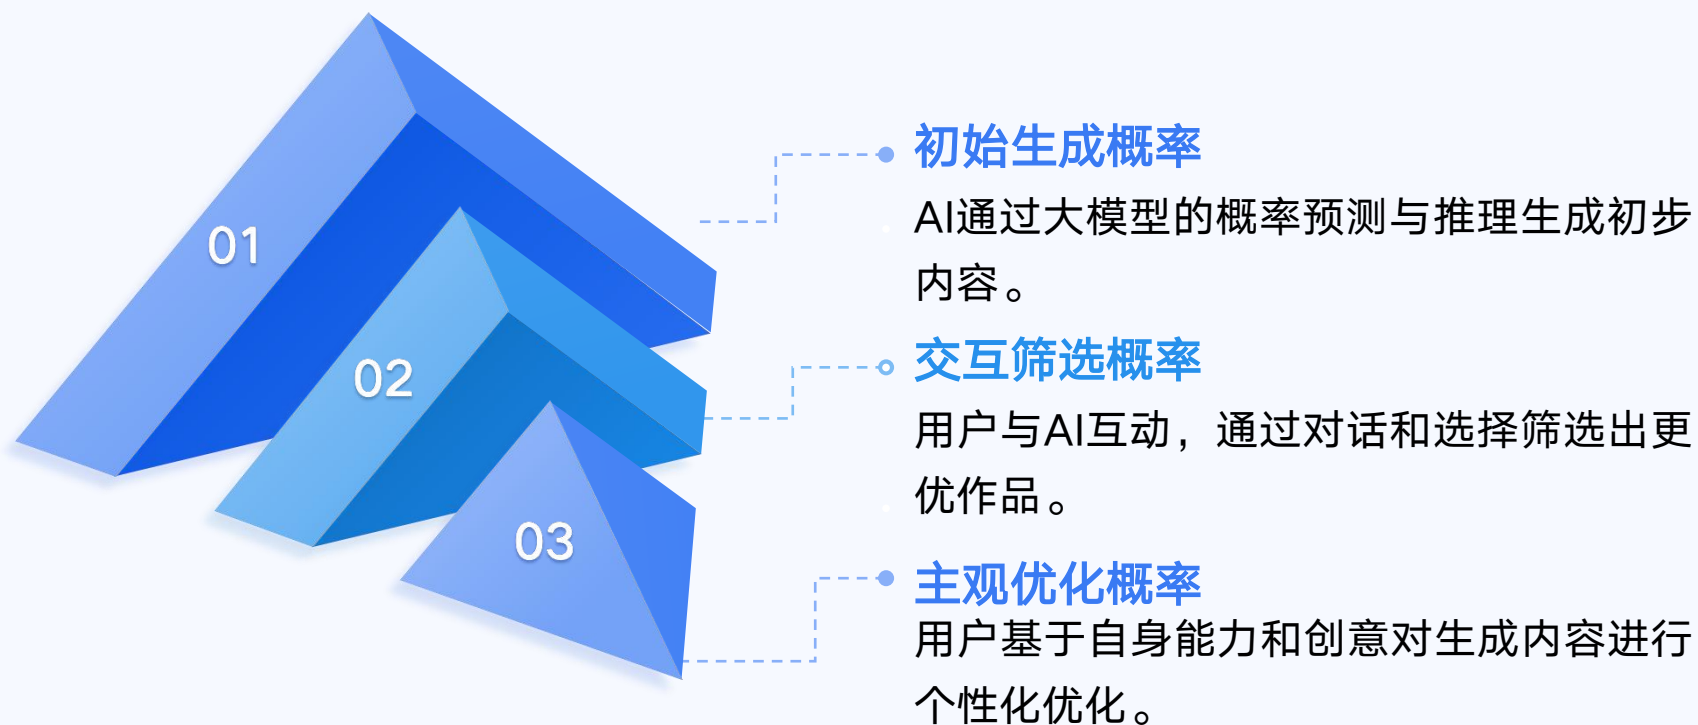 01
02
03
初始生成概率
AI通过大模型的概率预测与推理生成初步
内容。
交互筛选概率
用户与AI互动，通过对话和选择筛选出更
优作品。
主观优化概率
用户基于自身能力和创意对生成内容进行
个性化优化。